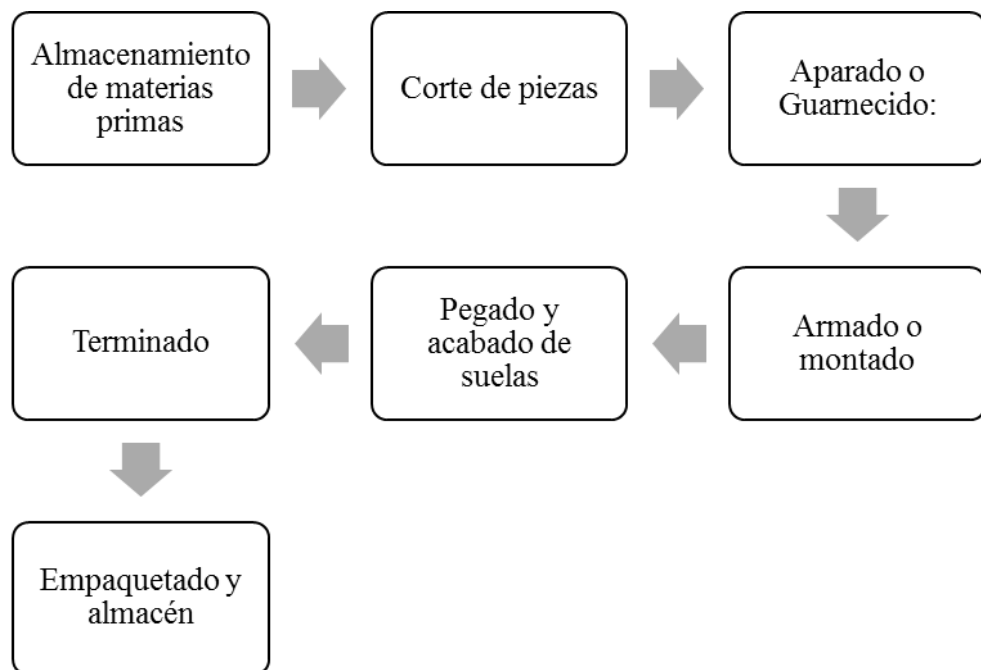 Almacenamiento
de materias
primas
Corte de piezas
Aparado o
Guarnecido:
Armado o
montado
Pegado y
acabado de
suelas
Terminado
Empaquetado y
almacén